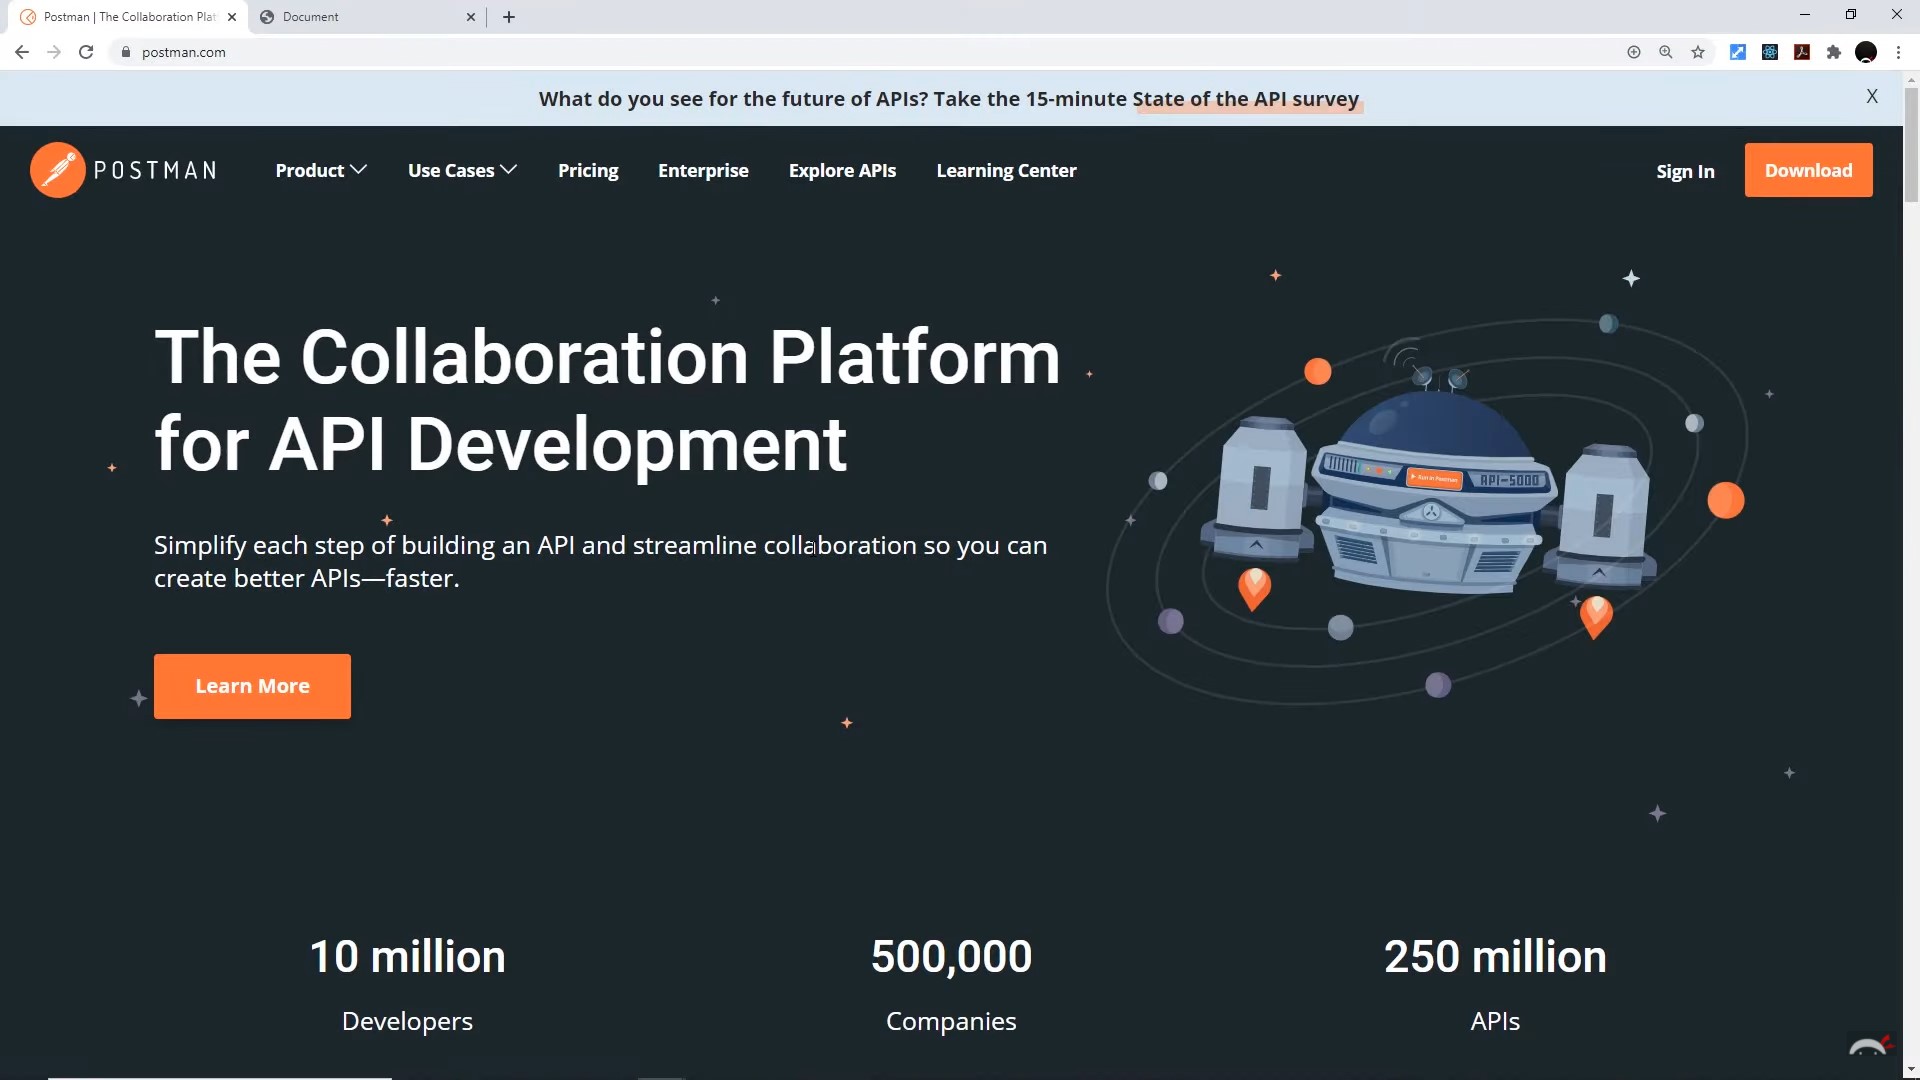 Postman | The Collaboration Plat
Document
postman.com
What do you see for the future of APIs? Take the 15-minute State of the API survey
X
POSTMAN
Product
Use Cases
Pricing
Enterprise
Explore APIs
Learning Center
Sign In
Download
The Collaboration Platform
for API Development
Run in Postman
API-5000
Simplify each step of building an API and streamline collaboration so you can
create better APIs—faster.
Learn More
10 million
500,000
250 million
Developers
Companies
APIs